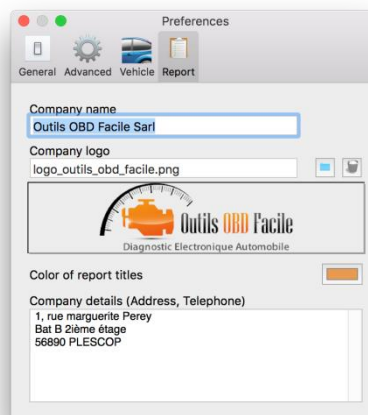 Preferences
General Advanced Vehicle Report
Company name
Outils OBD Facile Sarl
Company logo
logo_outils_obd_facile.png
Outils OBD Facile
Diagnostic Electronique Automobile
Color of report titles
Company details (Address, Telephone)
1, rue marguerite Perey
Bat B 2ième étage
56890 PLESCOP